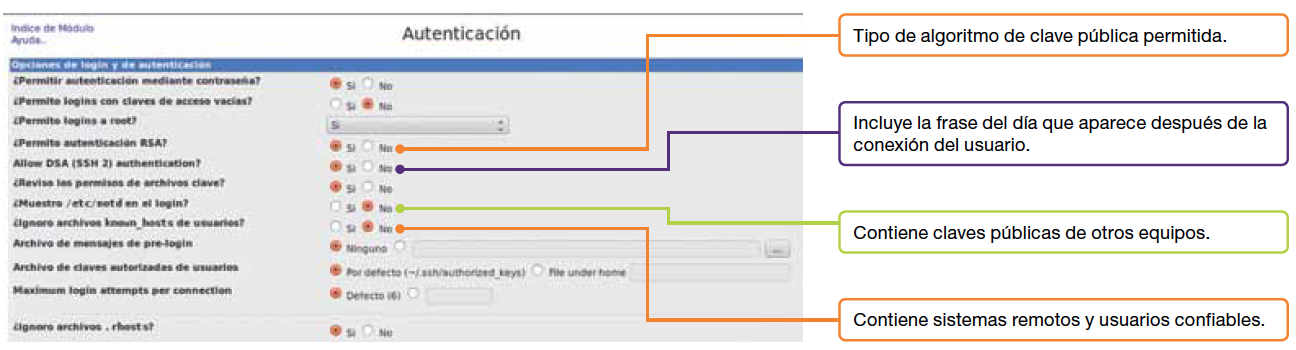 Indice de Módulo
Ayuda..
Autenticación
Opciones de login y de autenticación
¿Permitir autenticación mediante contraseña?
Si No
¿Permito logins con claves de acceso vacías?
Si No
¿Permito logins a root?
Si
¿Permito autenticación RSA?
Si No
Allow DSA (SSH 2) authentication?
Si No
¿Reviso los permisos de archivos clave?
Si No
¿Muestro /etc/motd en el login?
Si No
¿Ignoro archivos known_hosts de usuarios?
Si No
Archivo de mensajes de pre-login
Ninguno ...
Archivo de claves autorizadas de usuarios
Por defecto (~/.ssh/authorized_keys) File under home
Maximum login attempts per connection
Defecto (6)
¿Ignoro archivos .rhosts?
Si No
Tipo de algoritmo de clave pública permitida.
Incluye la frase del día que aparece después de la
conexión del usuario.
Contiene claves públicas de otros equipos.
Contiene sistemas remotos y usuarios confiables.